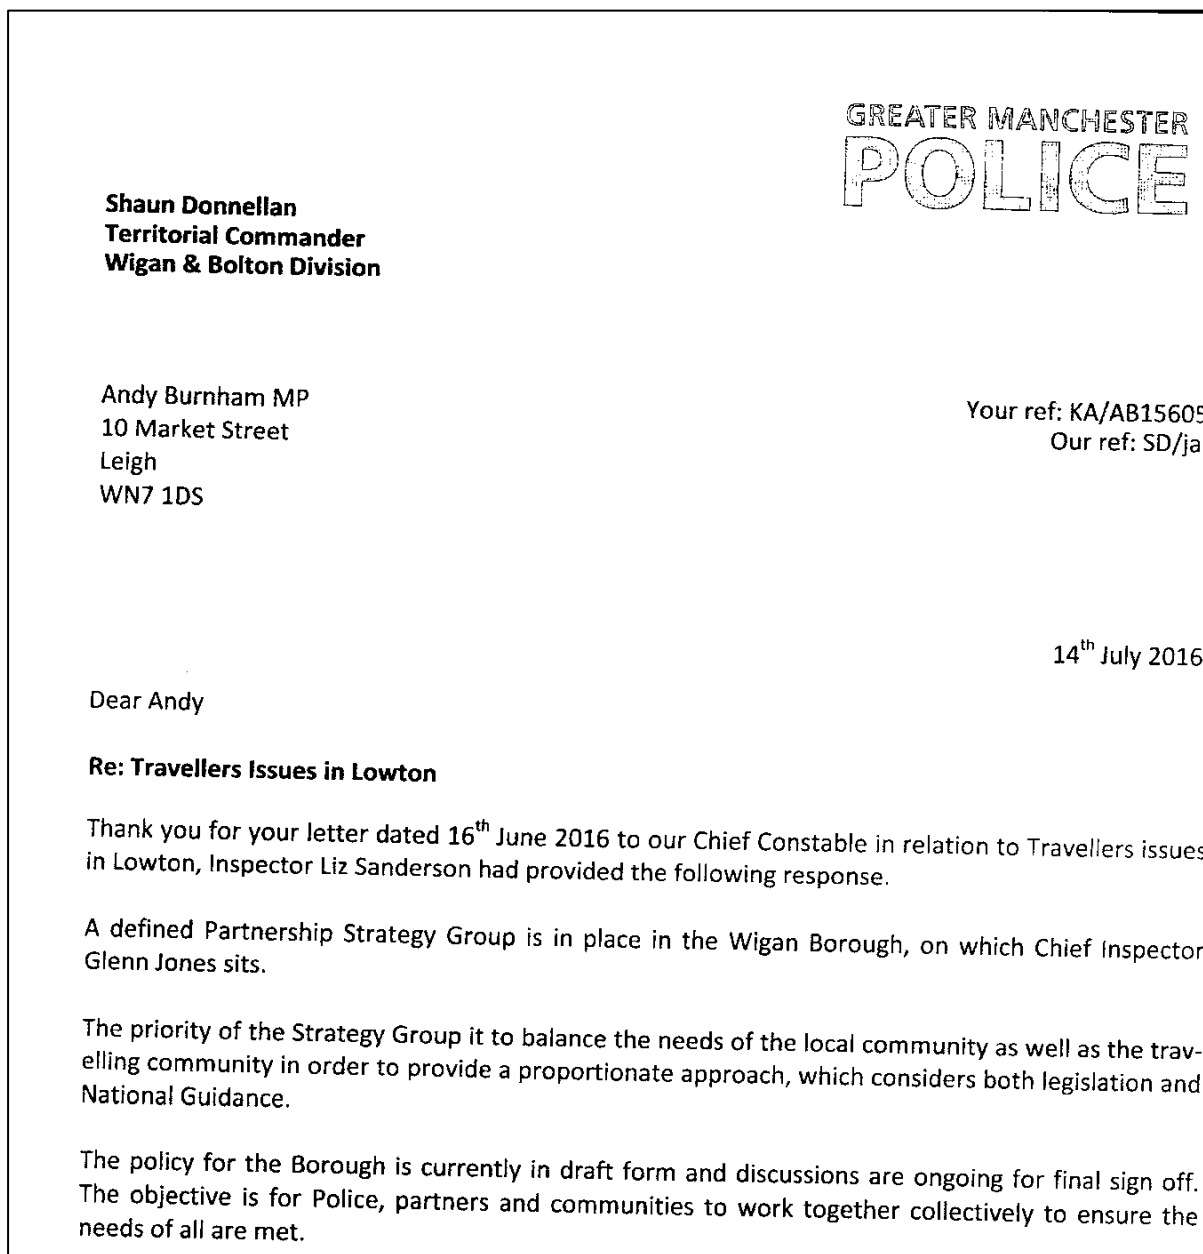 GREATER MANCHESTER
POLICE
Shaun Donnellan
Territorial Commander
Wigan & Bolton Division
Andy Burnham MP
10 Market Street
Leigh
WN7 1DS
Your ref: KA/AB15605
Our ref: SD/ja
14th July 2016
Dear Andy
Re: Travellers Issues in Lowton
Thank you for your letter dated 16th June 2016 to our Chief Constable in relation to Travellers issues
in Lowton, Inspector Liz Sanderson had provided the following response.
A defined Partnership Strategy Group is in place in the Wigan Borough, on which Chief Inspector
Glenn Jones sits.
The priority of the Strategy Group it to balance the needs of the local community as well as the trav-
elling community in order to provide a proportionate approach, which considers both legislation and
National Guidance.
The policy for the Borough is currently in draft form and discussions are ongoing for final sign off.
The objective is for Police, partners and communities to work together collectively to ensure the
needs of all are met.